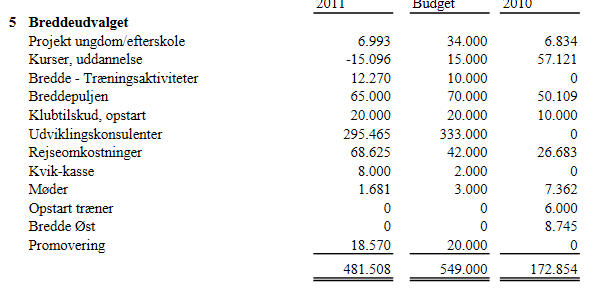 2011 Budget 2010
5 Breddeudvalget
Projekt ungdom/efterskole 6.993 34.000 6.834
Kurser, uddannelse -15.096 15.000 57.121
Bredde - Træningsaktiviteter 12.270 10.000 0
Breddepuljen 65.000 70.000 50.109
Klubtilskud, opstart 20.000 20.000 10.000
Udviklingskonsulenter 295.465 333.000 0
Rejseomkostninger 68.625 42.000 26.683
Kvik-kasse 8.000 2.000 0
Møder 1.681 3.000 7.362
Opstart træner 0 0 6.000
Bredde Øst 0 0 8.745
Promovering 18.570 20.000 0
481.508 549.000 172.854